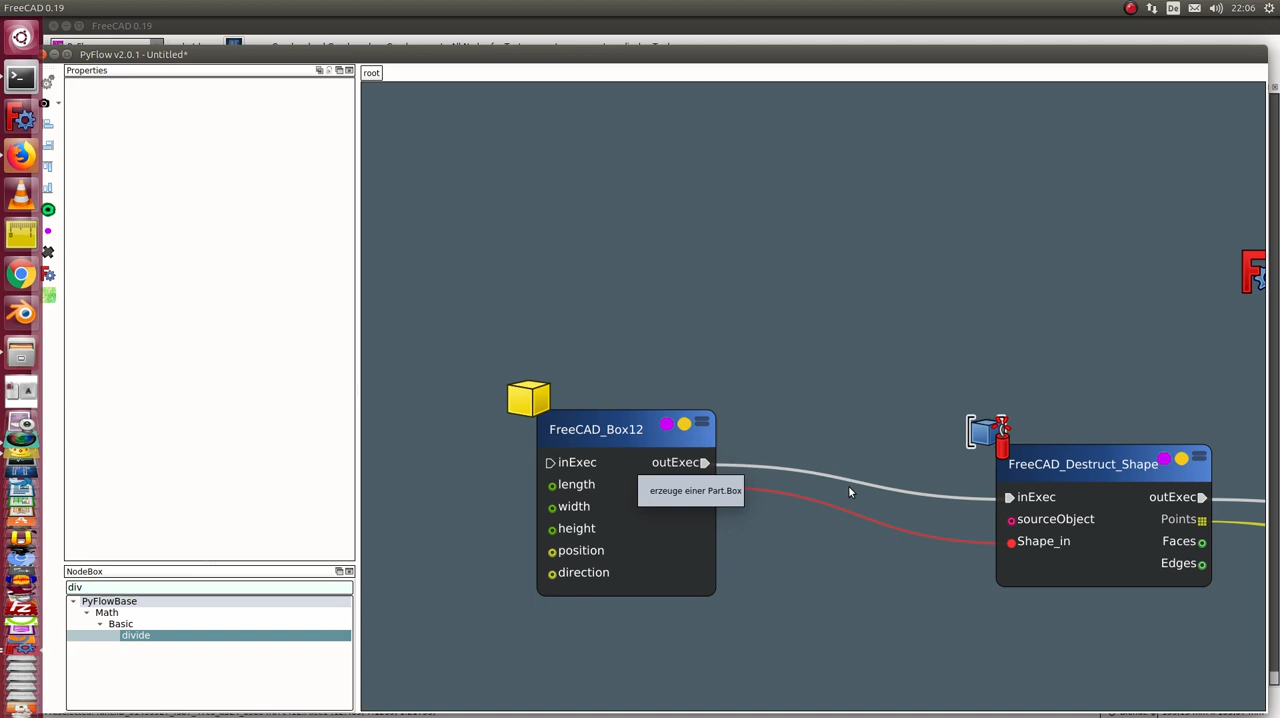 FreeCAD 0.19
De
22:06
FreeCAD 0.19
PyFlow v2.0.1 - Untitled*
Properties
root
FreeCAD_Box12
inExec
outExec
length
erzeuge einer Part.Box
width
height
position
direction
FreeCAD_Destruct_Shape
inExec
outExec
sourceObject
Points
Shape_in
Faces
Edges
NodeBox
div
PyFlowBase
Math
Basic
divide